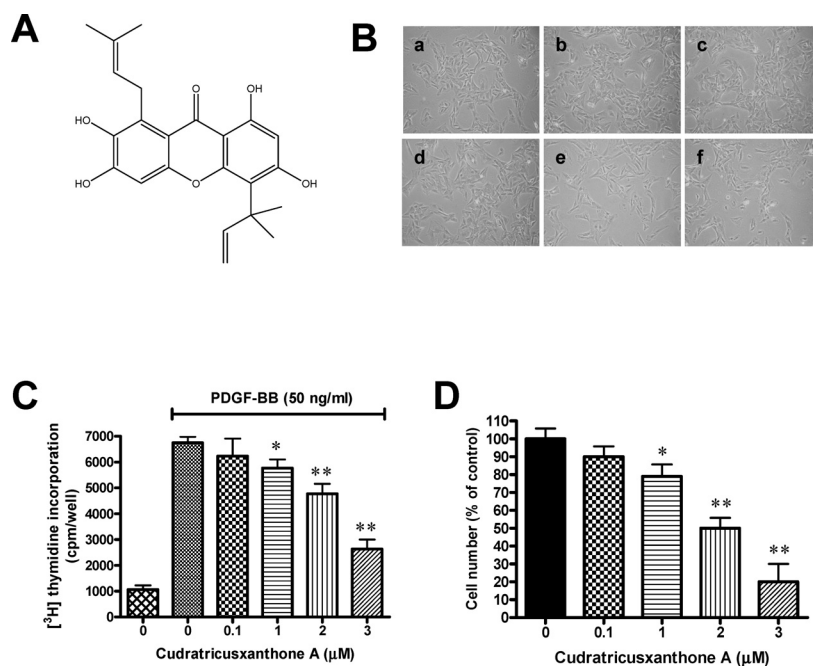 A
O
OH
HO
HO
O
OH
B
a
b
c
d
e
f
C
PDGF-BB (50 ng/ml)
[³H] thymidine incorporation
(cpm/well)
7000
6000
5000
4000
3000
2000
1000
0
*
**
**
0 0 0.1 1 2 3
Cudratricusxanthone A (μM)
D
Cell number (% of control)
110
100
90
80
70
60
50
40
30
20
10
0
*
**
**
0 0.1 1 2 3
Cudratricusxanthone A (μM)